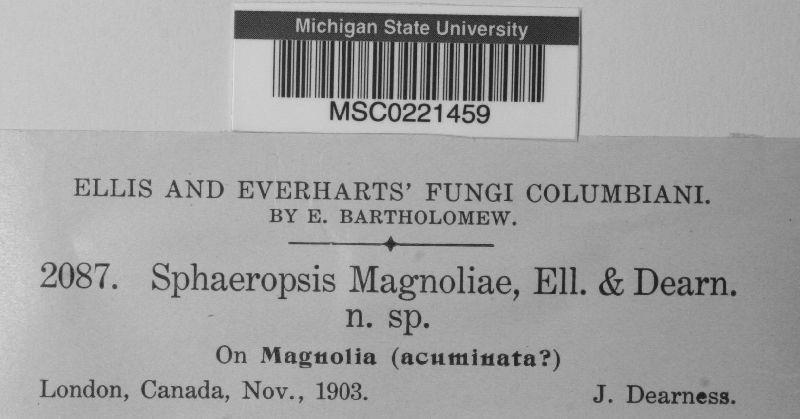 Michigan State University
MSC0221459
ELLIS AND EVERHARTS' FUNGI COLUMBIANI.
BY E. BARTHOLOMEW.
2087. Sphaeropsis Magnoliae, Ell. & Dearn.
n. sp.
On Magnolia (acuminata?)
London, Canada, Nov., 1903. J. Dearness.